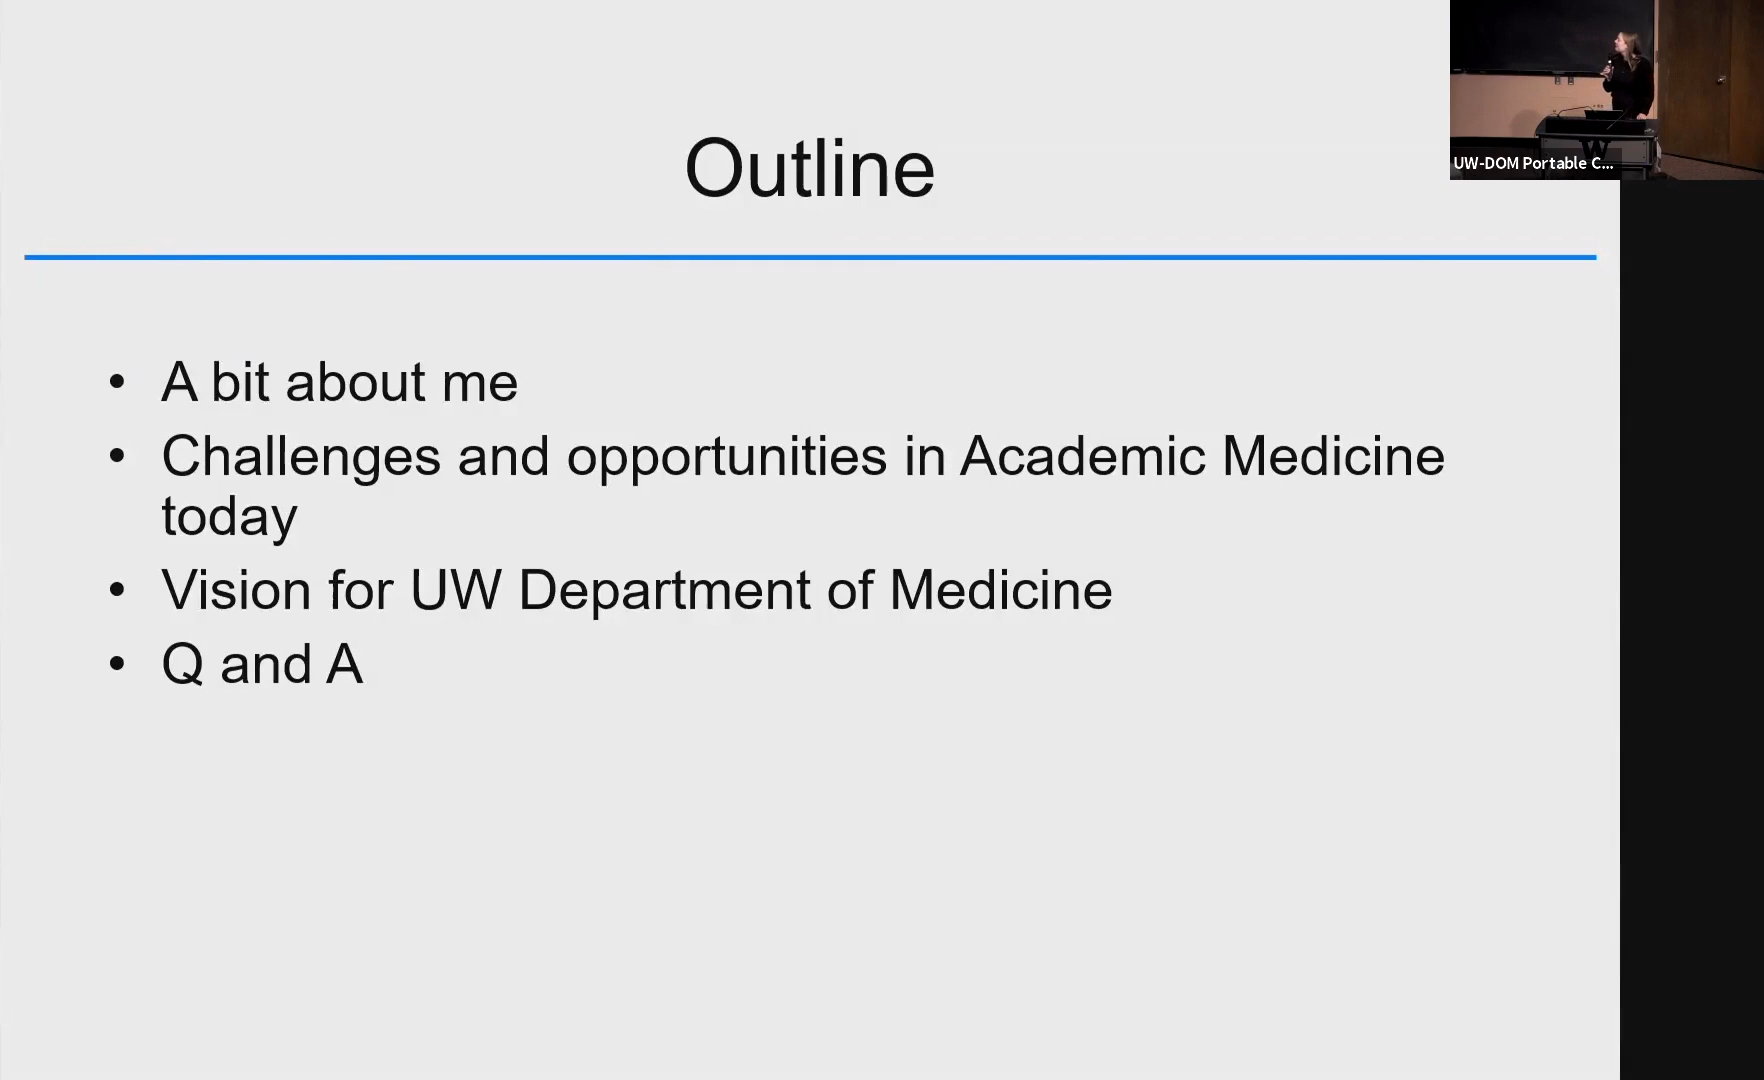 Outline
• A bit about me
• Challenges and opportunities in Academic Medicine
today
• Vision for UW Department of Medicine
• Q and A
UW-DOM Portable C...